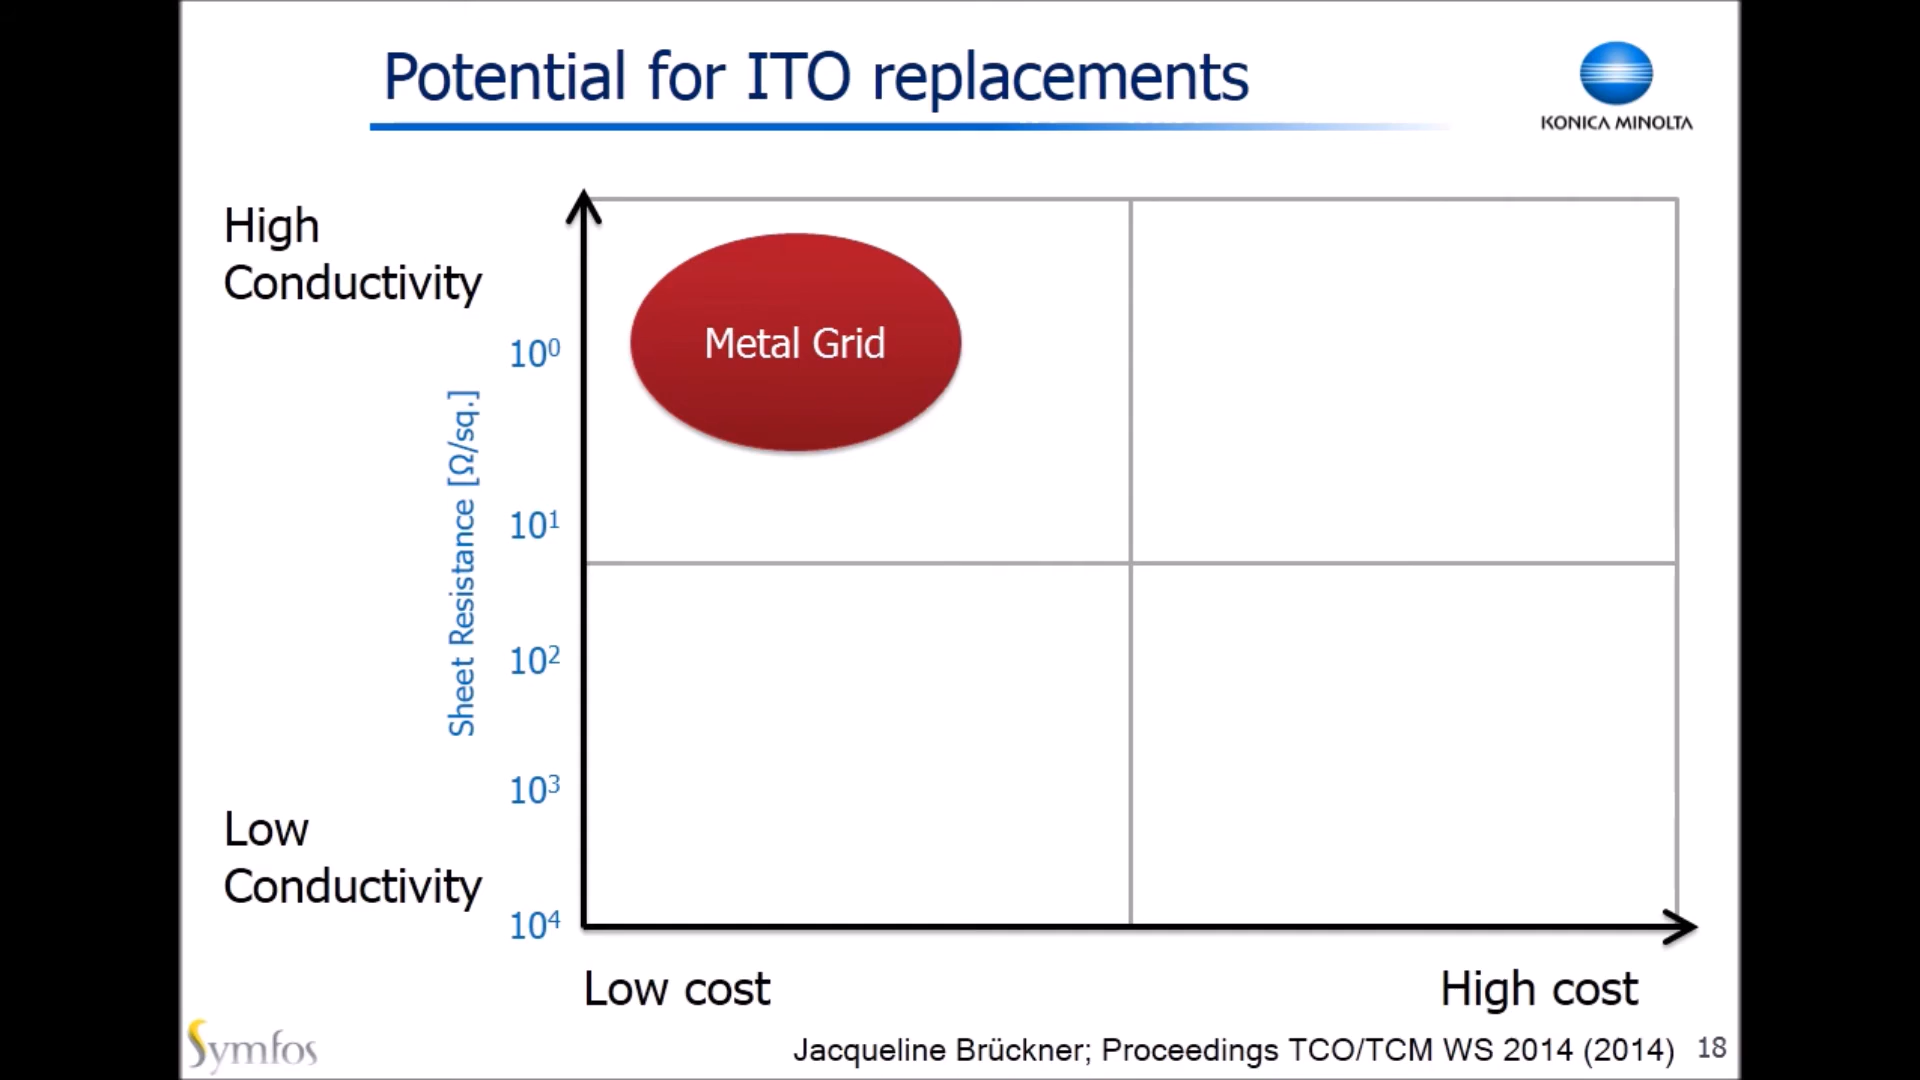 Potential for ITO replacements
KONICA MINOLTA
High
Conductivity
Metal Grid
10⁰
Sheet Resistance [Ω/sq.]
10¹
10²
10³
Low
Conductivity
10⁴
Low cost
High cost
Symfos
Jacqueline Brückner; Proceedings TCO/TCM WS 2014 (2014)
18